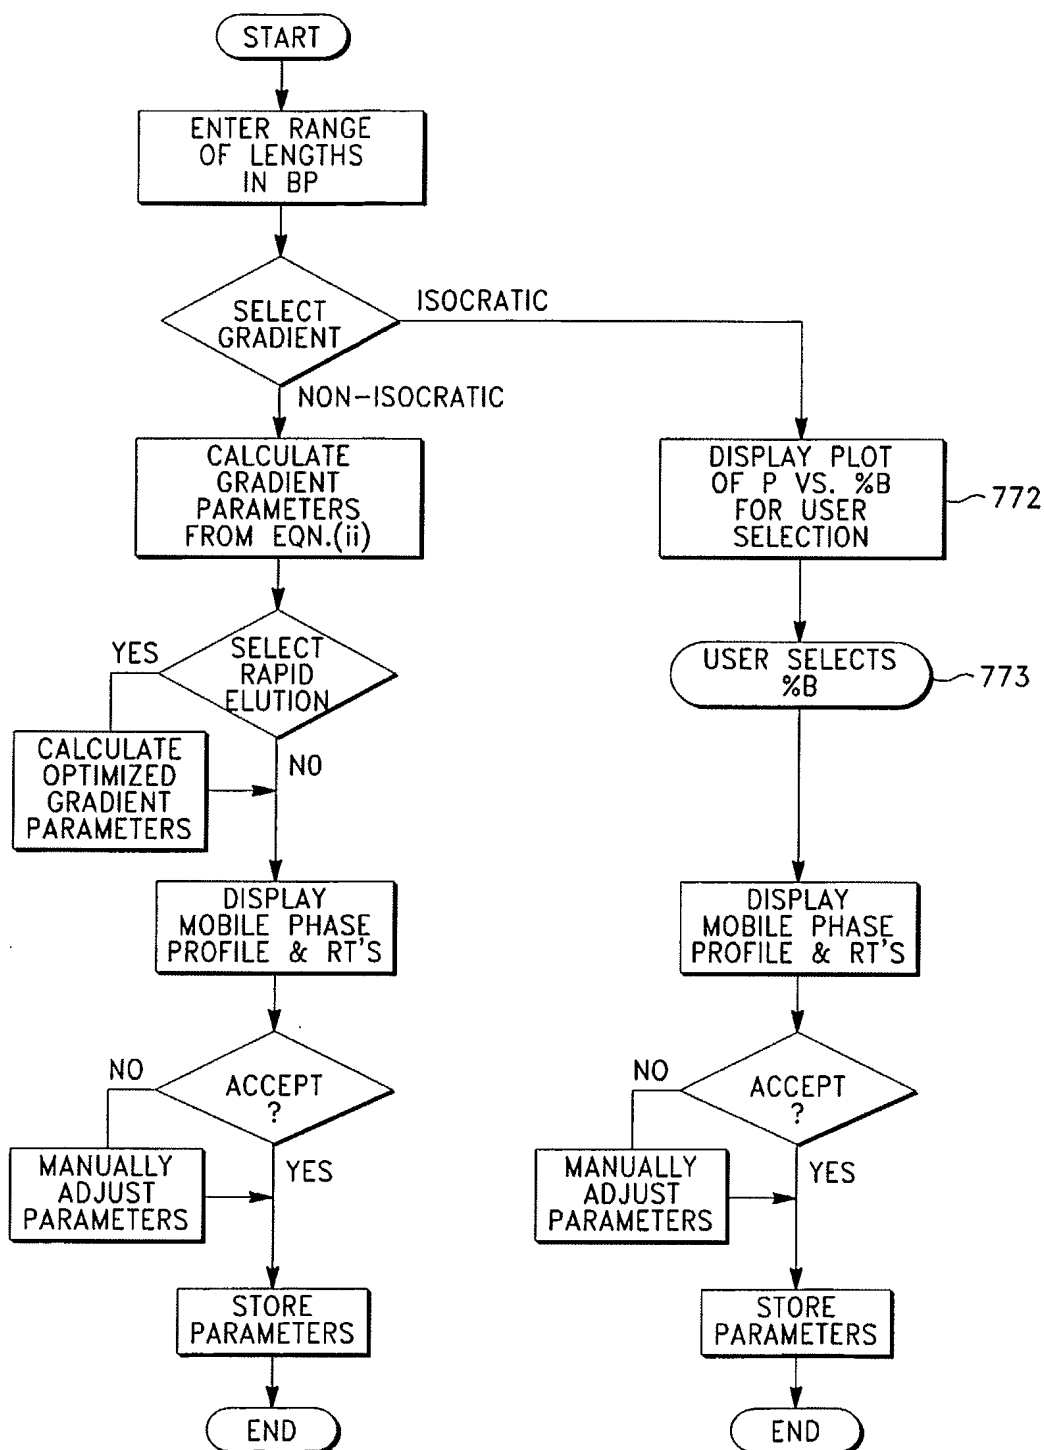 START
ENTER RANGE
OF LENGTHS
IN BP
SELECT
GRADIENT
ISOCRATIC
NON-ISOCRATIC
CALCULATE
GRADIENT
PARAMETERS
FROM EQN.(ii)
DISPLAY PLOT
OF P VS. %B
FOR USER
SELECTION
772
YES
SELECT
RAPID
ELUTION
NO
USER SELECTS
%B
773
CALCULATE
OPTIMIZED
GRADIENT
PARAMETERS
DISPLAY
MOBILE PHASE
PROFILE & RT'S
DISPLAY
MOBILE PHASE
PROFILE & RT'S
NO
ACCEPT
?
YES
MANUALLY
ADJUST
PARAMETERS
NO
ACCEPT
?
YES
MANUALLY
ADJUST
PARAMETERS
STORE
PARAMETERS
STORE
PARAMETERS
END
END